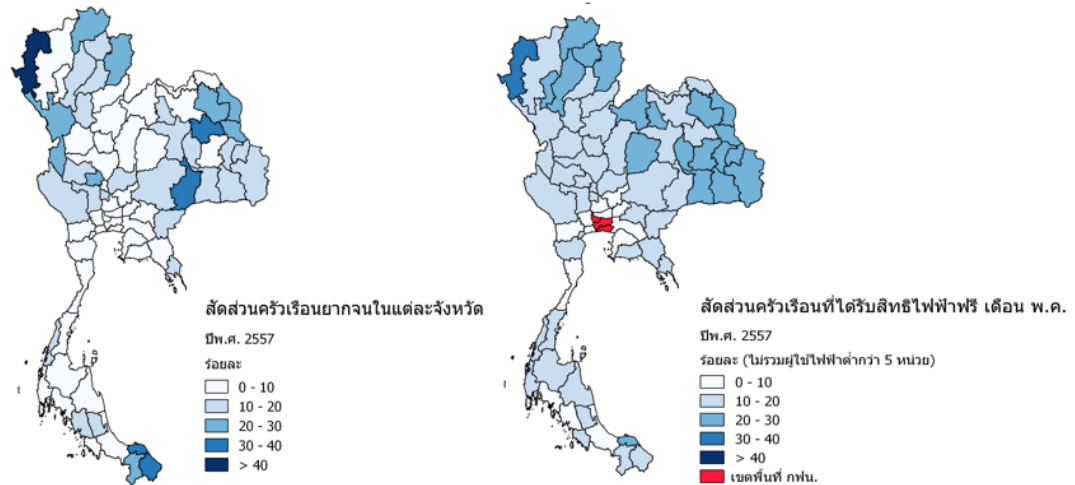 สัดส่วนครัวเรือนยากจนในแต่ละจังหวัด
ปีพ.ศ. 2557
ร้อยละ
0 - 10
10 - 20
20 - 30
30 - 40
> 40
สัดส่วนครัวเรือนที่ได้รับสิทธิไฟฟ้าฟรี เดือน พ.ค.
ปีพ.ศ. 2557
ร้อยละ (ไม่รวมผู้ใช้ไฟฟ้าต่ำกว่า 5 หน่วย)
0 - 10
10 - 20
20 - 30
30 - 40
> 40
เขตพื้นที่ กฟน.